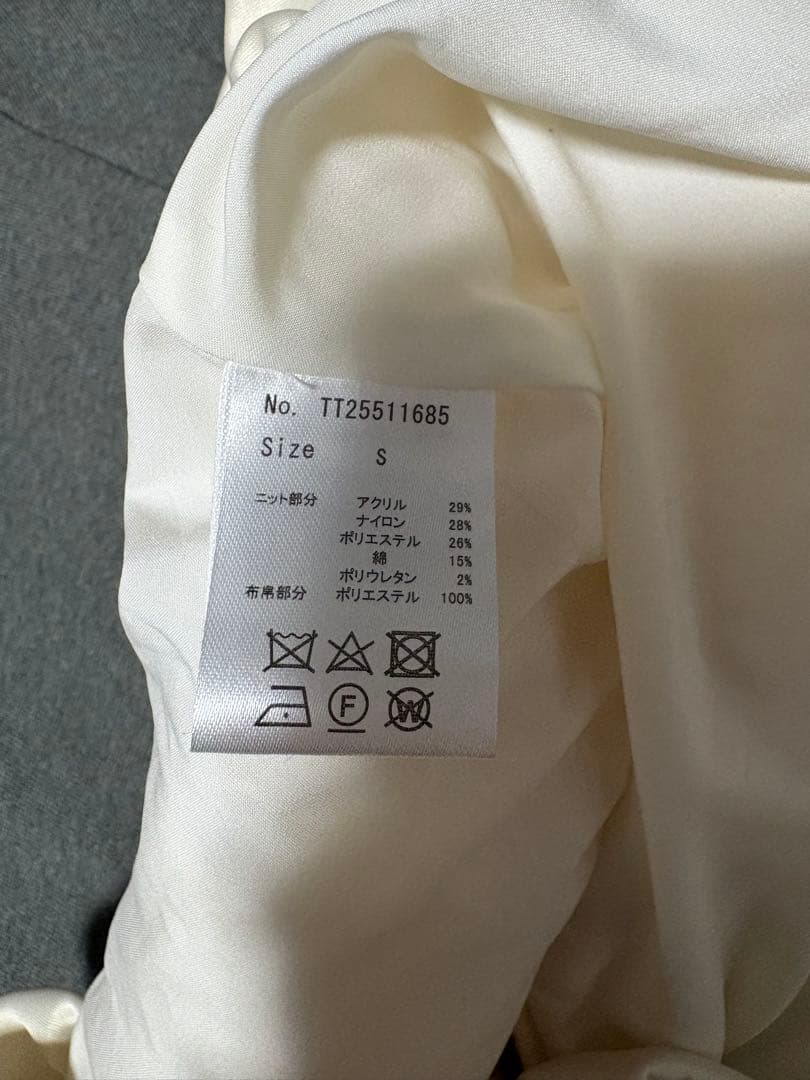 No. TT25511685
Size S
ニット部分 アクリル 29%
ナイロン 28%
ポリエステル 26%
綿 15%
ポリウレタン 2%
布帛部分 ポリエステル 100%
F W